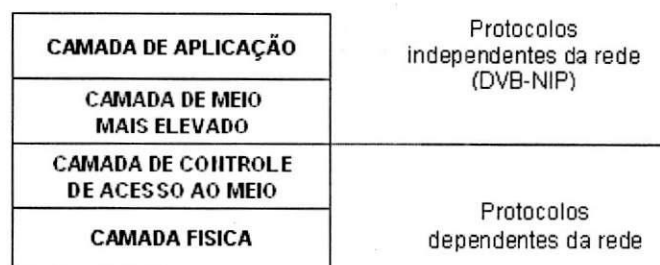 CAMADA DE APLICAÇÃO
CAMADA DE MEIO
MAIS ELEVADO
CAMADA DE CONTROLE
DE ACESSO AO MEIO
CAMADA FISICA
Protocolos
independentes da rede
(DVB-NIP)
Protocolos
dependentes da rede